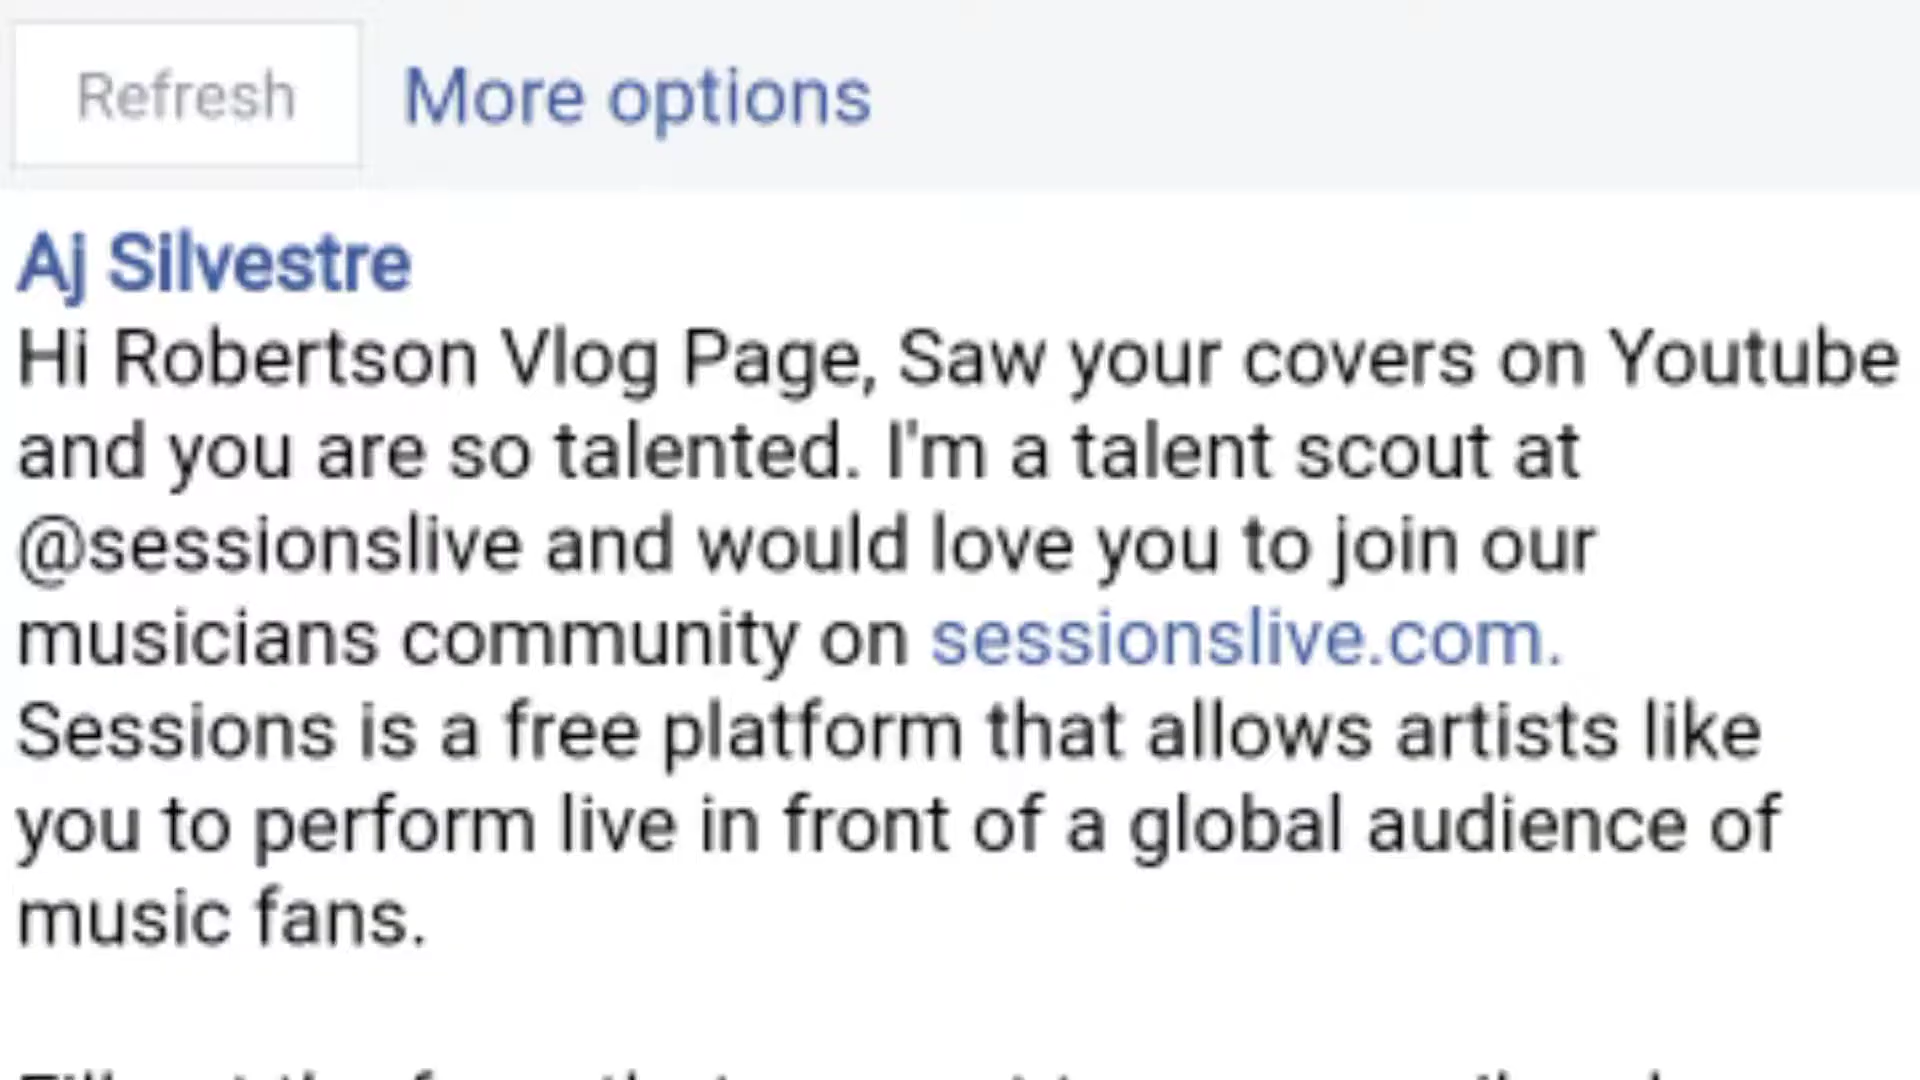 Refresh More options
Aj Silvestre
Hi Robertson Vlog Page, Saw your covers on Youtube
and you are so talented. I'm a talent scout at
@sessionslive and would love you to join our
musicians community on sessionslive.com.
Sessions is a free platform that allows artists like
you to perform live in front of a global audience of
music fans.